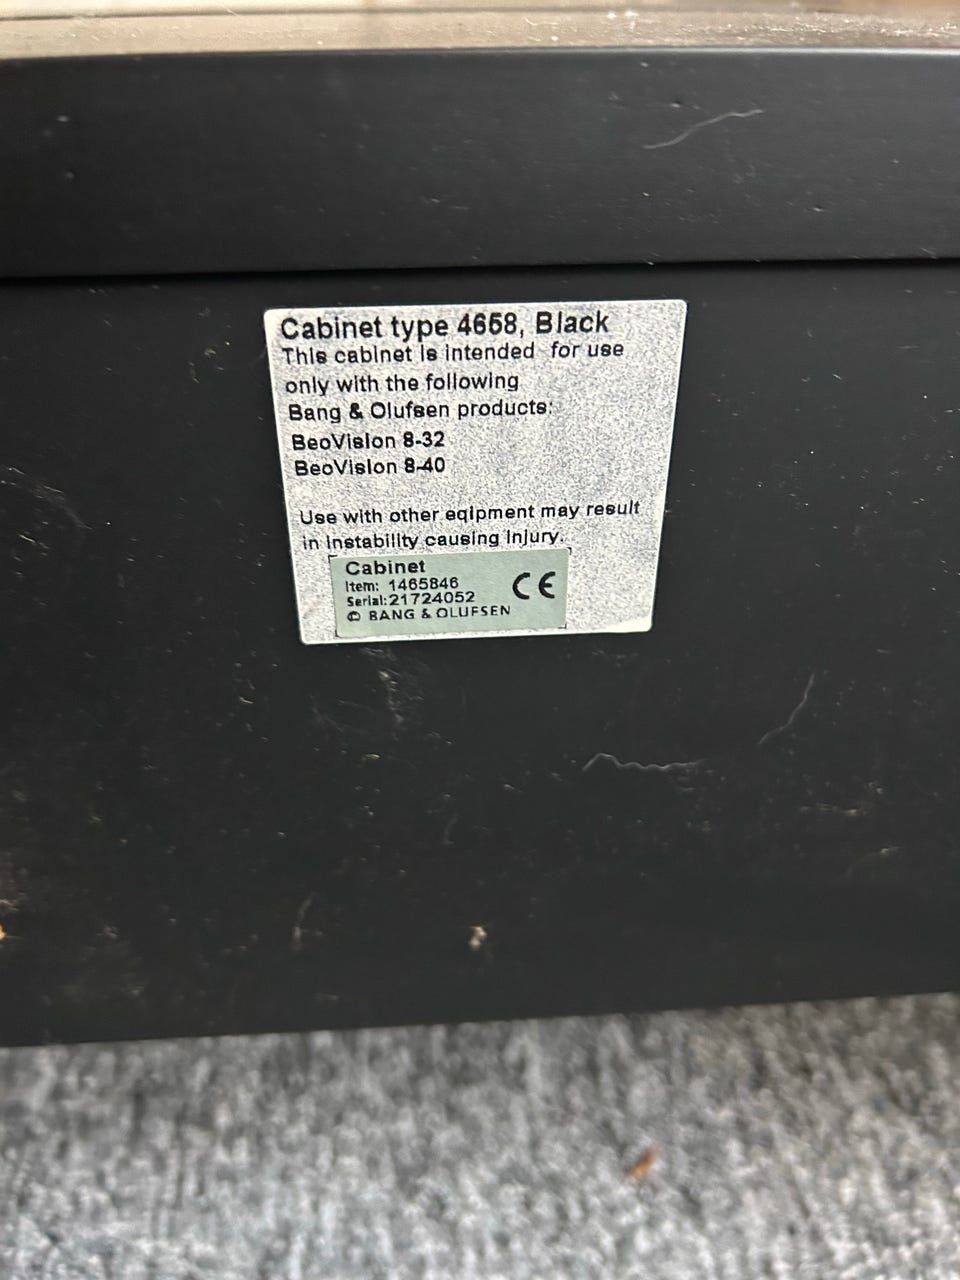 Cabinet type 4658, Black
This cabinet is intended for use
only with the following
Bang & Olufsen products:
BeoVision 8-32
BeoVision 8-40
Use with other eqipment may result
in instability causing injury.
Cabinet
Item: 1465846
Serial:21724052
© BANG & OLUFSEN
CE